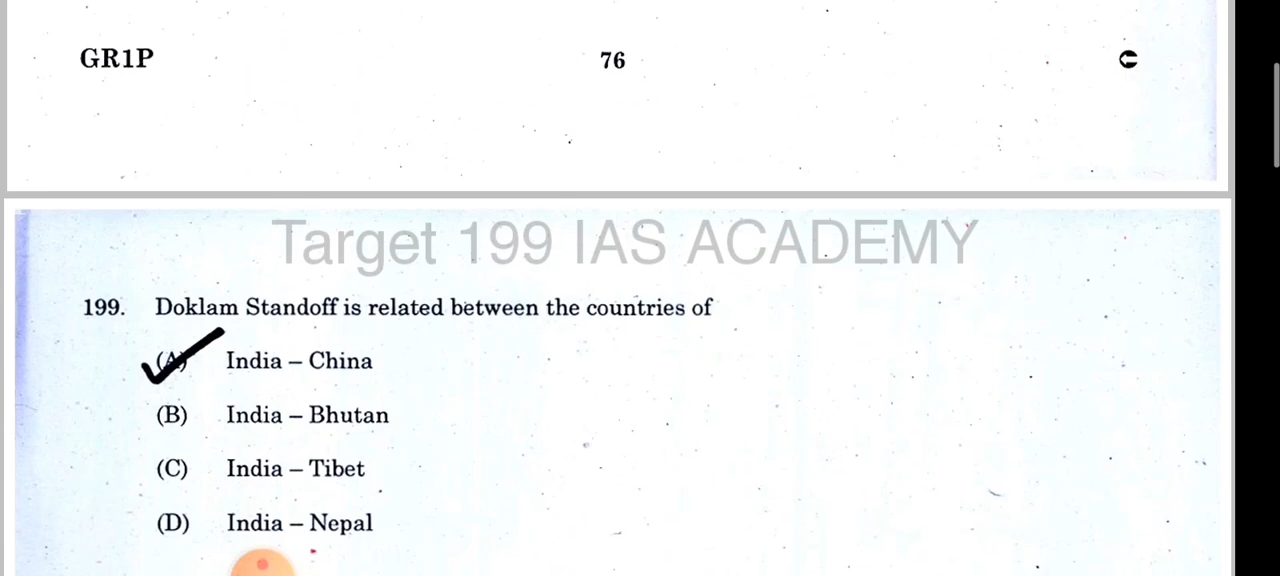 GR1P 76 C
Target 199 IAS ACADEMY
199. Doklam Standoff is related between the countries of
(A) India – China
(B) India – Bhutan
(C) India – Tibet
(D) India – Nepal